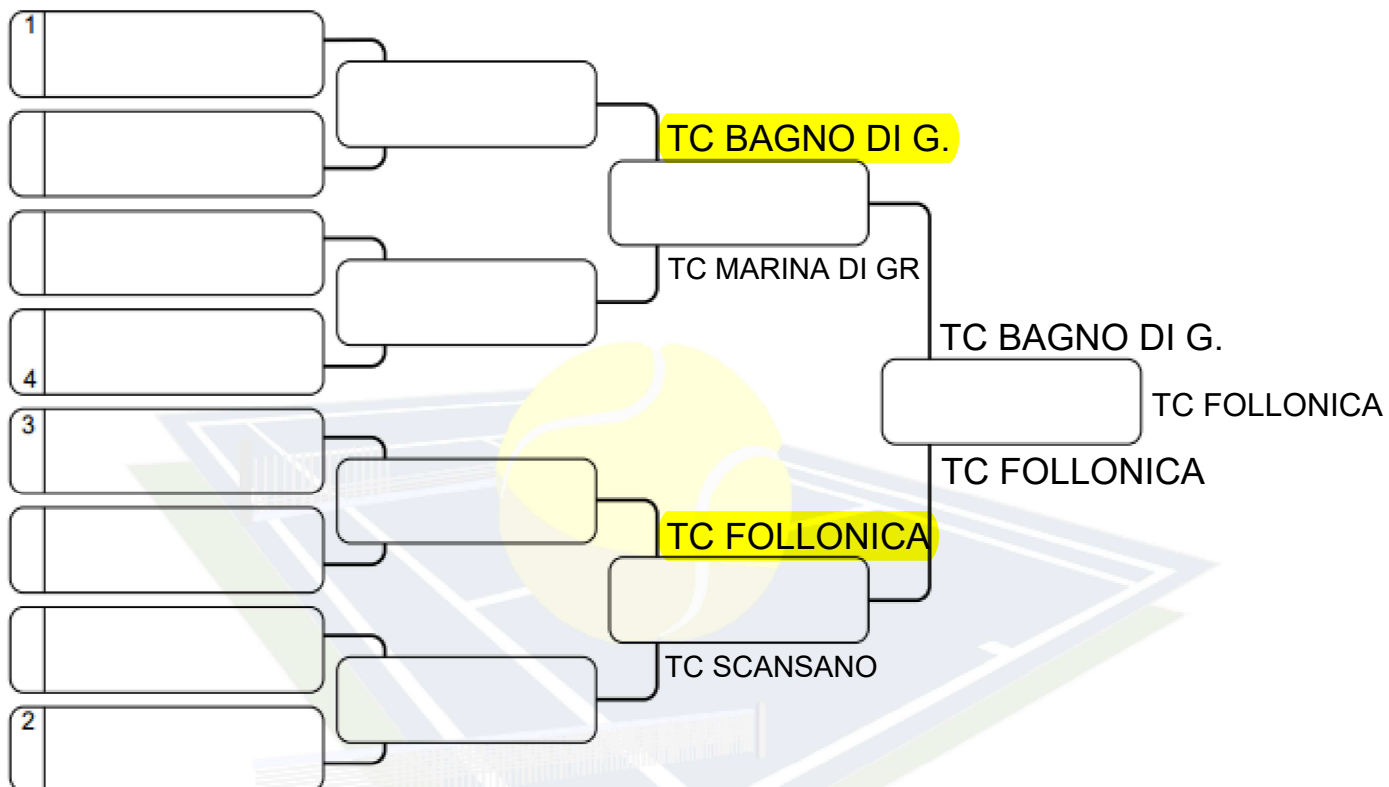 1
TC BAGNO DI G.
TC MARINA DI GR
TC BAGNO DI G.
4
3
TC FOLLONICA
TC FOLLONICA
TC FOLLONICA
TC SCANSANO
2